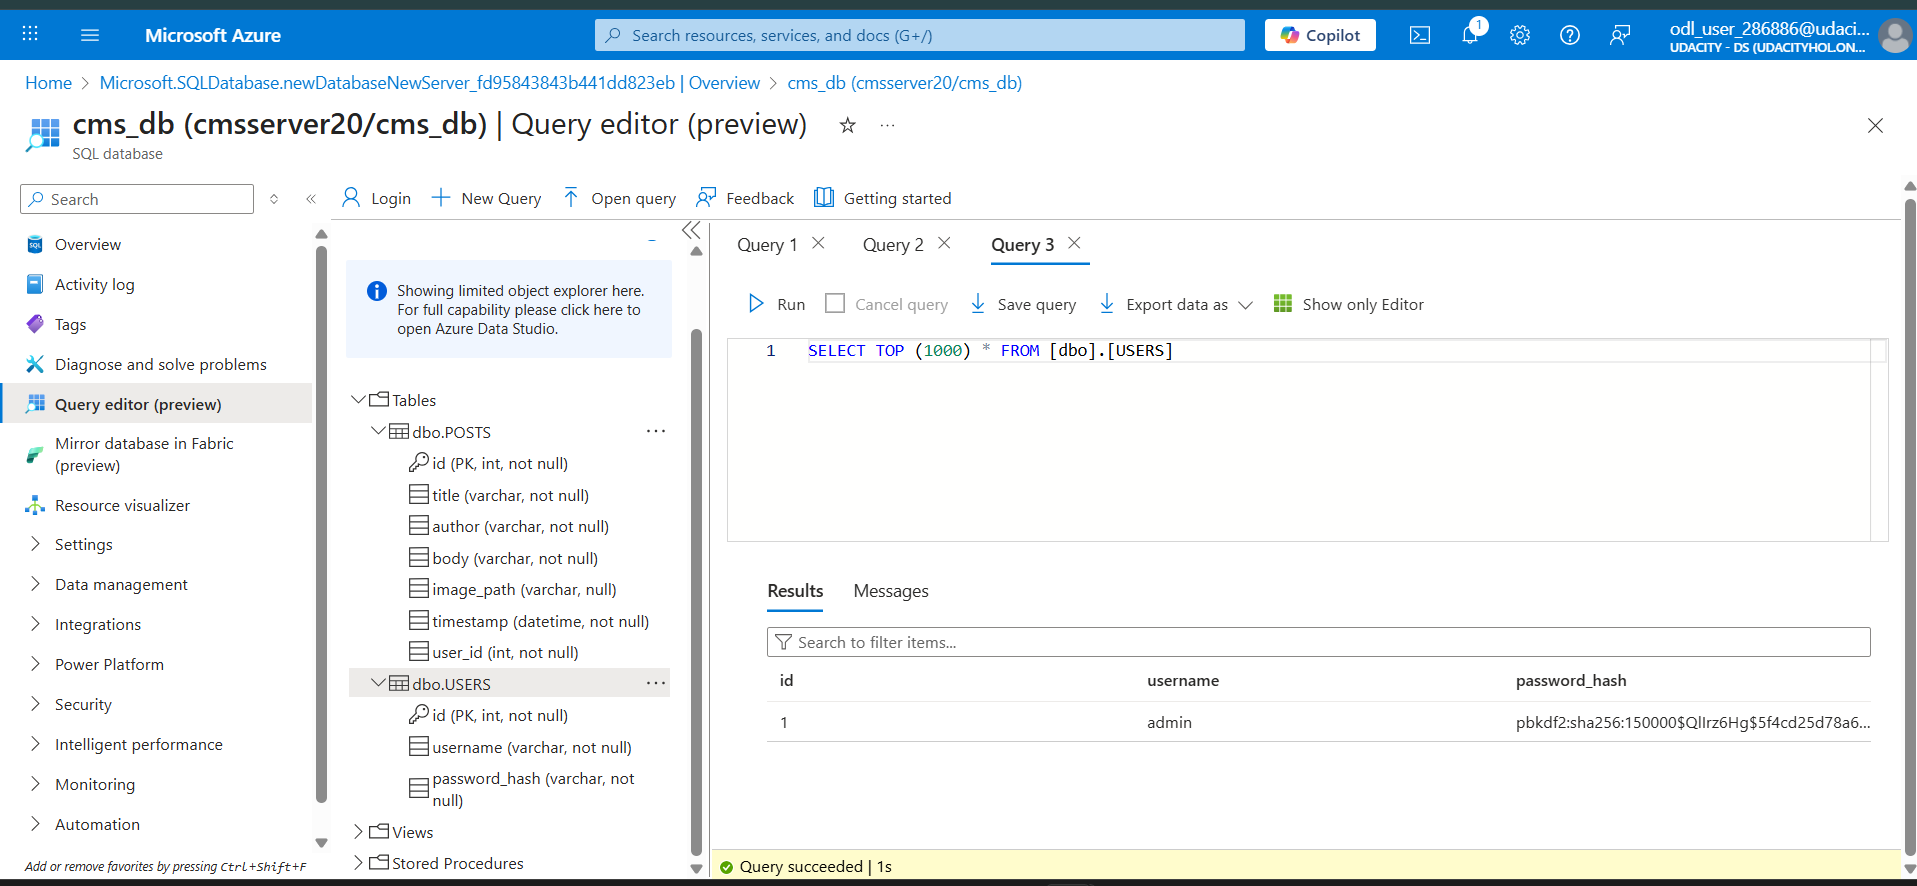 Microsoft Azure
Search resources, services, and docs (G+/)
Copilot
1
odl_user_286886@udaci...
UDACITY - DS (UDACITYHOL.ON...
Home > Microsoft.SQLDatabase.newDatabaseNewServer_fd95843843b441dd823eb | Overview > cms_db (cmsserver20/cms_db)
cms_db (cmsserver20/cms_db) | Query editor (preview)
SQL database
Search
Login
New Query
Open query
Feedback
Getting started
Overview
Activity log
Tags
Diagnose and solve problems
Query editor (preview)
Mirror database in Fabric
(preview)
Resource visualizer
Settings
Data management
Integrations
Power Platform
Security
Intelligent performance
Monitoring
Automation
Add or remove favorites by pressing Ctrl+Shift+F
Showing limited object explorer here.
For full capability please click here to
open Azure Data Studio.
Tables
dbo.POSTS
id (PK, int, not null)
title (varchar, not null)
author (varchar, not null)
body (varchar, not null)
image_path (varchar, null)
timestamp (datetime, not null)
user_id (int, not null)
dbo.USERS
id (PK, int, not null)
username (varchar, not null)
password_hash (varchar, not
null)
Views
Stored Procedures
Query 1
Query 2
Query 3
Run
Cancel query
Save query
Export data as
Show only Editor
1 SELECT TOP (1000) * FROM [dbo].[USERS]
Results
Messages
Search to filter items...
id username password_hash
1 admin pbkdf2:sha256:150000$QlIrz6Hg$5f4cd25d78a6...
Query succeeded | 1s